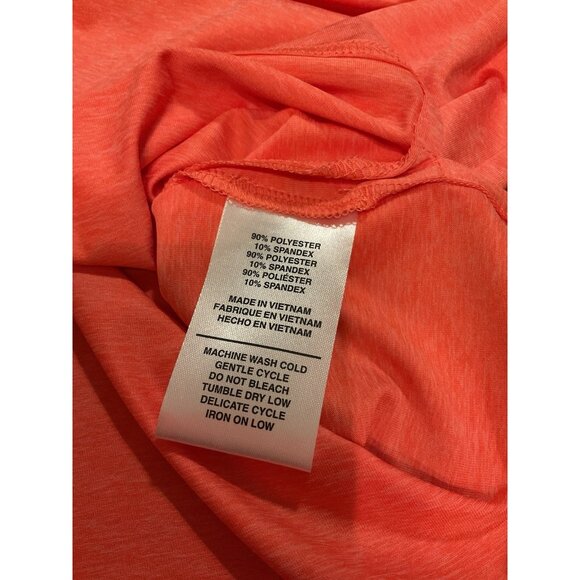 90% POLYESTER
10% SPANDEX
90% POLYESTER
10% SPANDEX
90% POLIÉSTER
10% SPANDEX
MADE IN VIETNAM
FABRIQUE EN VIETNAM
HECHO EN VIETNAM
MACHINE WASH COLD
GENTLE CYCLE
DO NOT BLEACH
TUMBLE DRY LOW
DELICATE CYCLE
IRON ON LOW